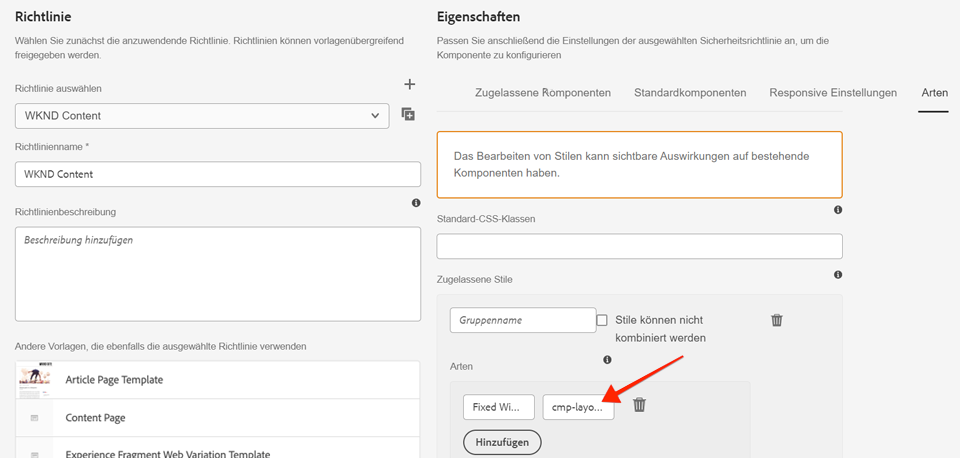 Richtlinie
Wählen Sie zunächst die anzuwendende Richtlinie. Richtlinien können vorlagenübergreifend
freigegeben werden.
Richtlinie auswählen
WKND Content
Richtlinienname *
WKND Content
Richtlinienbeschreibung
Beschreibung hinzufügen
Andere Vorlagen, die ebenfalls die ausgewählte Richtlinie verwenden
Article Page Template
Content Page
Experience Fragment Web Variation Template
Eigenschaften
Passen Sie anschließend die Einstellungen der ausgewählten Sicherheitsrichtlinie an, um die
Komponente zu konfigurieren
Zugelassene Komponenten Standardkomponenten Responsive Einstellungen Arten
Das Bearbeiten von Stilen kann sichtbare Auswirkungen auf bestehende
Komponenten haben.
Standard-CSS-Klassen
Zugelassene Stile
Gruppenname
Stile können nicht
kombiniert werden
Arten
Fixed Wi... cmp-layo...
Hinzufügen